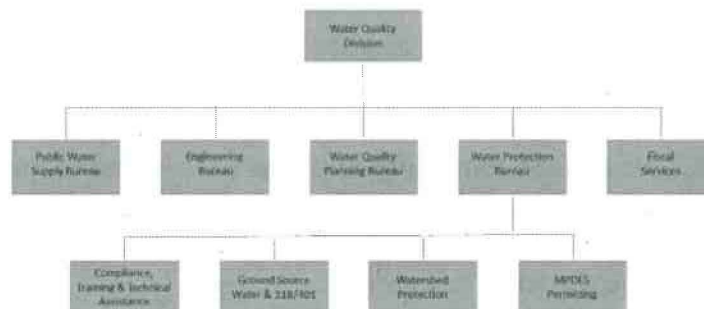 Water Quality
Division
Public Water
Supply Bureau
Engineering
Bureau
Water Quality
Planning Bureau
Water Protection
Bureau
Fiscal
Services
Compliance,
Training & Technical
Assistance
Ground Source
Water & 318/401
Watershed
Protection
MPDES
Permitting